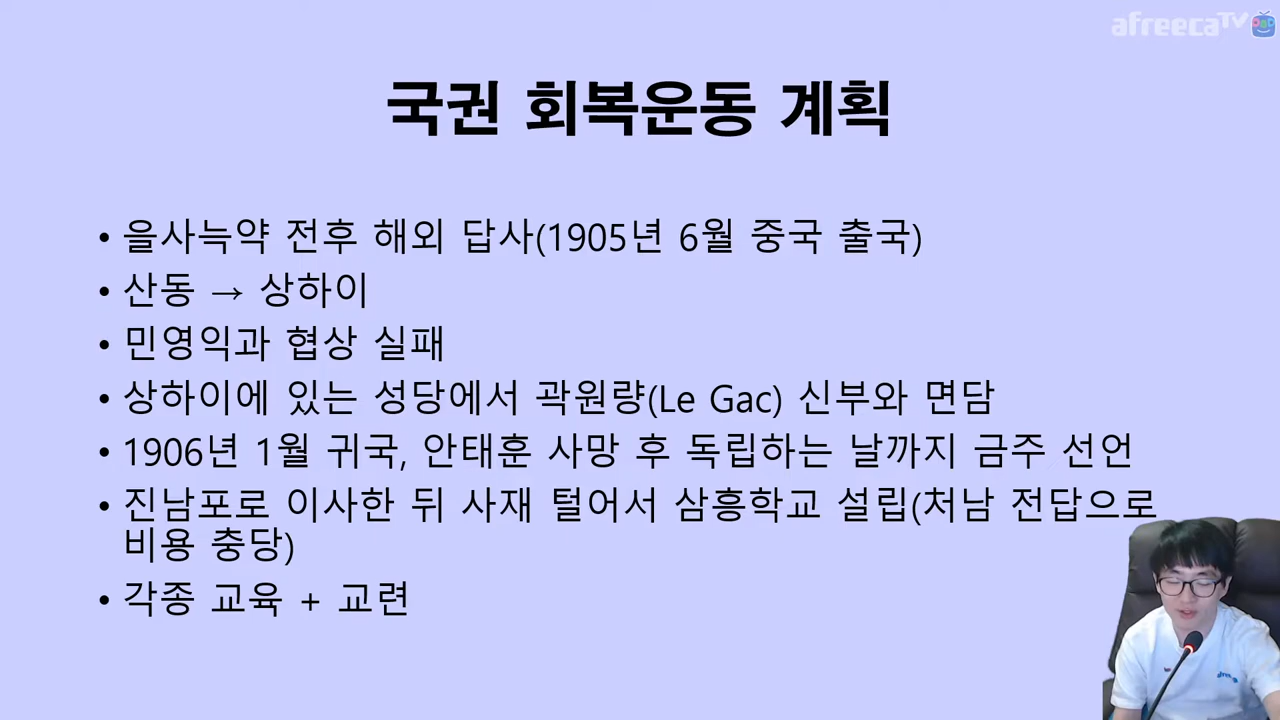 afreecaTV
국권 회복운동 계획
• 을사늑약 전후 해외 답사(1905년 6월 중국 출국)
• 산동 → 상하이
• 민영익과 협상 실패
• 상하이에 있는 성당에서 곽원량(Le Gac) 신부와 면담
• 1906년 1월 귀국, 안태훈 사망 후 독립하는 날까지 금주 선언
• 진남포로 이사한 뒤 사재 털어서 삼흥학교 설립(처남 전답으로
비용 충당)
• 각종 교육 + 교련